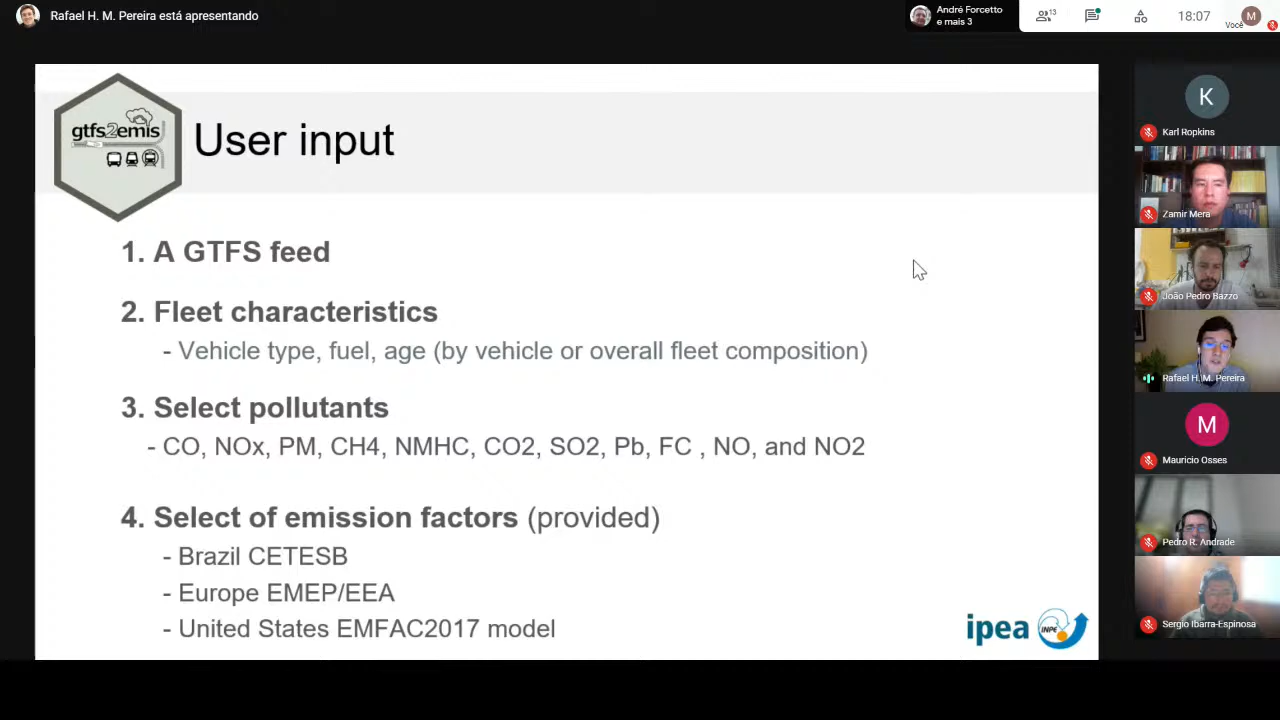 Rafael H. M. Pereira está apresentando
André Forcetto
e mais 3
13
18:07
M
Você
gtfs2emis
User input
1. A GTFS feed
2. Fleet characteristics
- Vehicle type, fuel, age (by vehicle or overall fleet composition)
3. Select pollutants
- CO, NOx, PM, CH4, NMHC, CO2, SO2, Pb, FC , NO, and NO2
4. Select of emission factors (provided)
- Brazil CETESB
- Europe EMEP/EEA
- United States EMFAC2017 model
ipea
INPE
K
Karl Ropkins
Zamir Mera
João Pedro Bazzo
Rafael H. M. Pereira
M
Mauricio Osses
Pedro R. Andrade
Sergio Ibarra-Espinosa